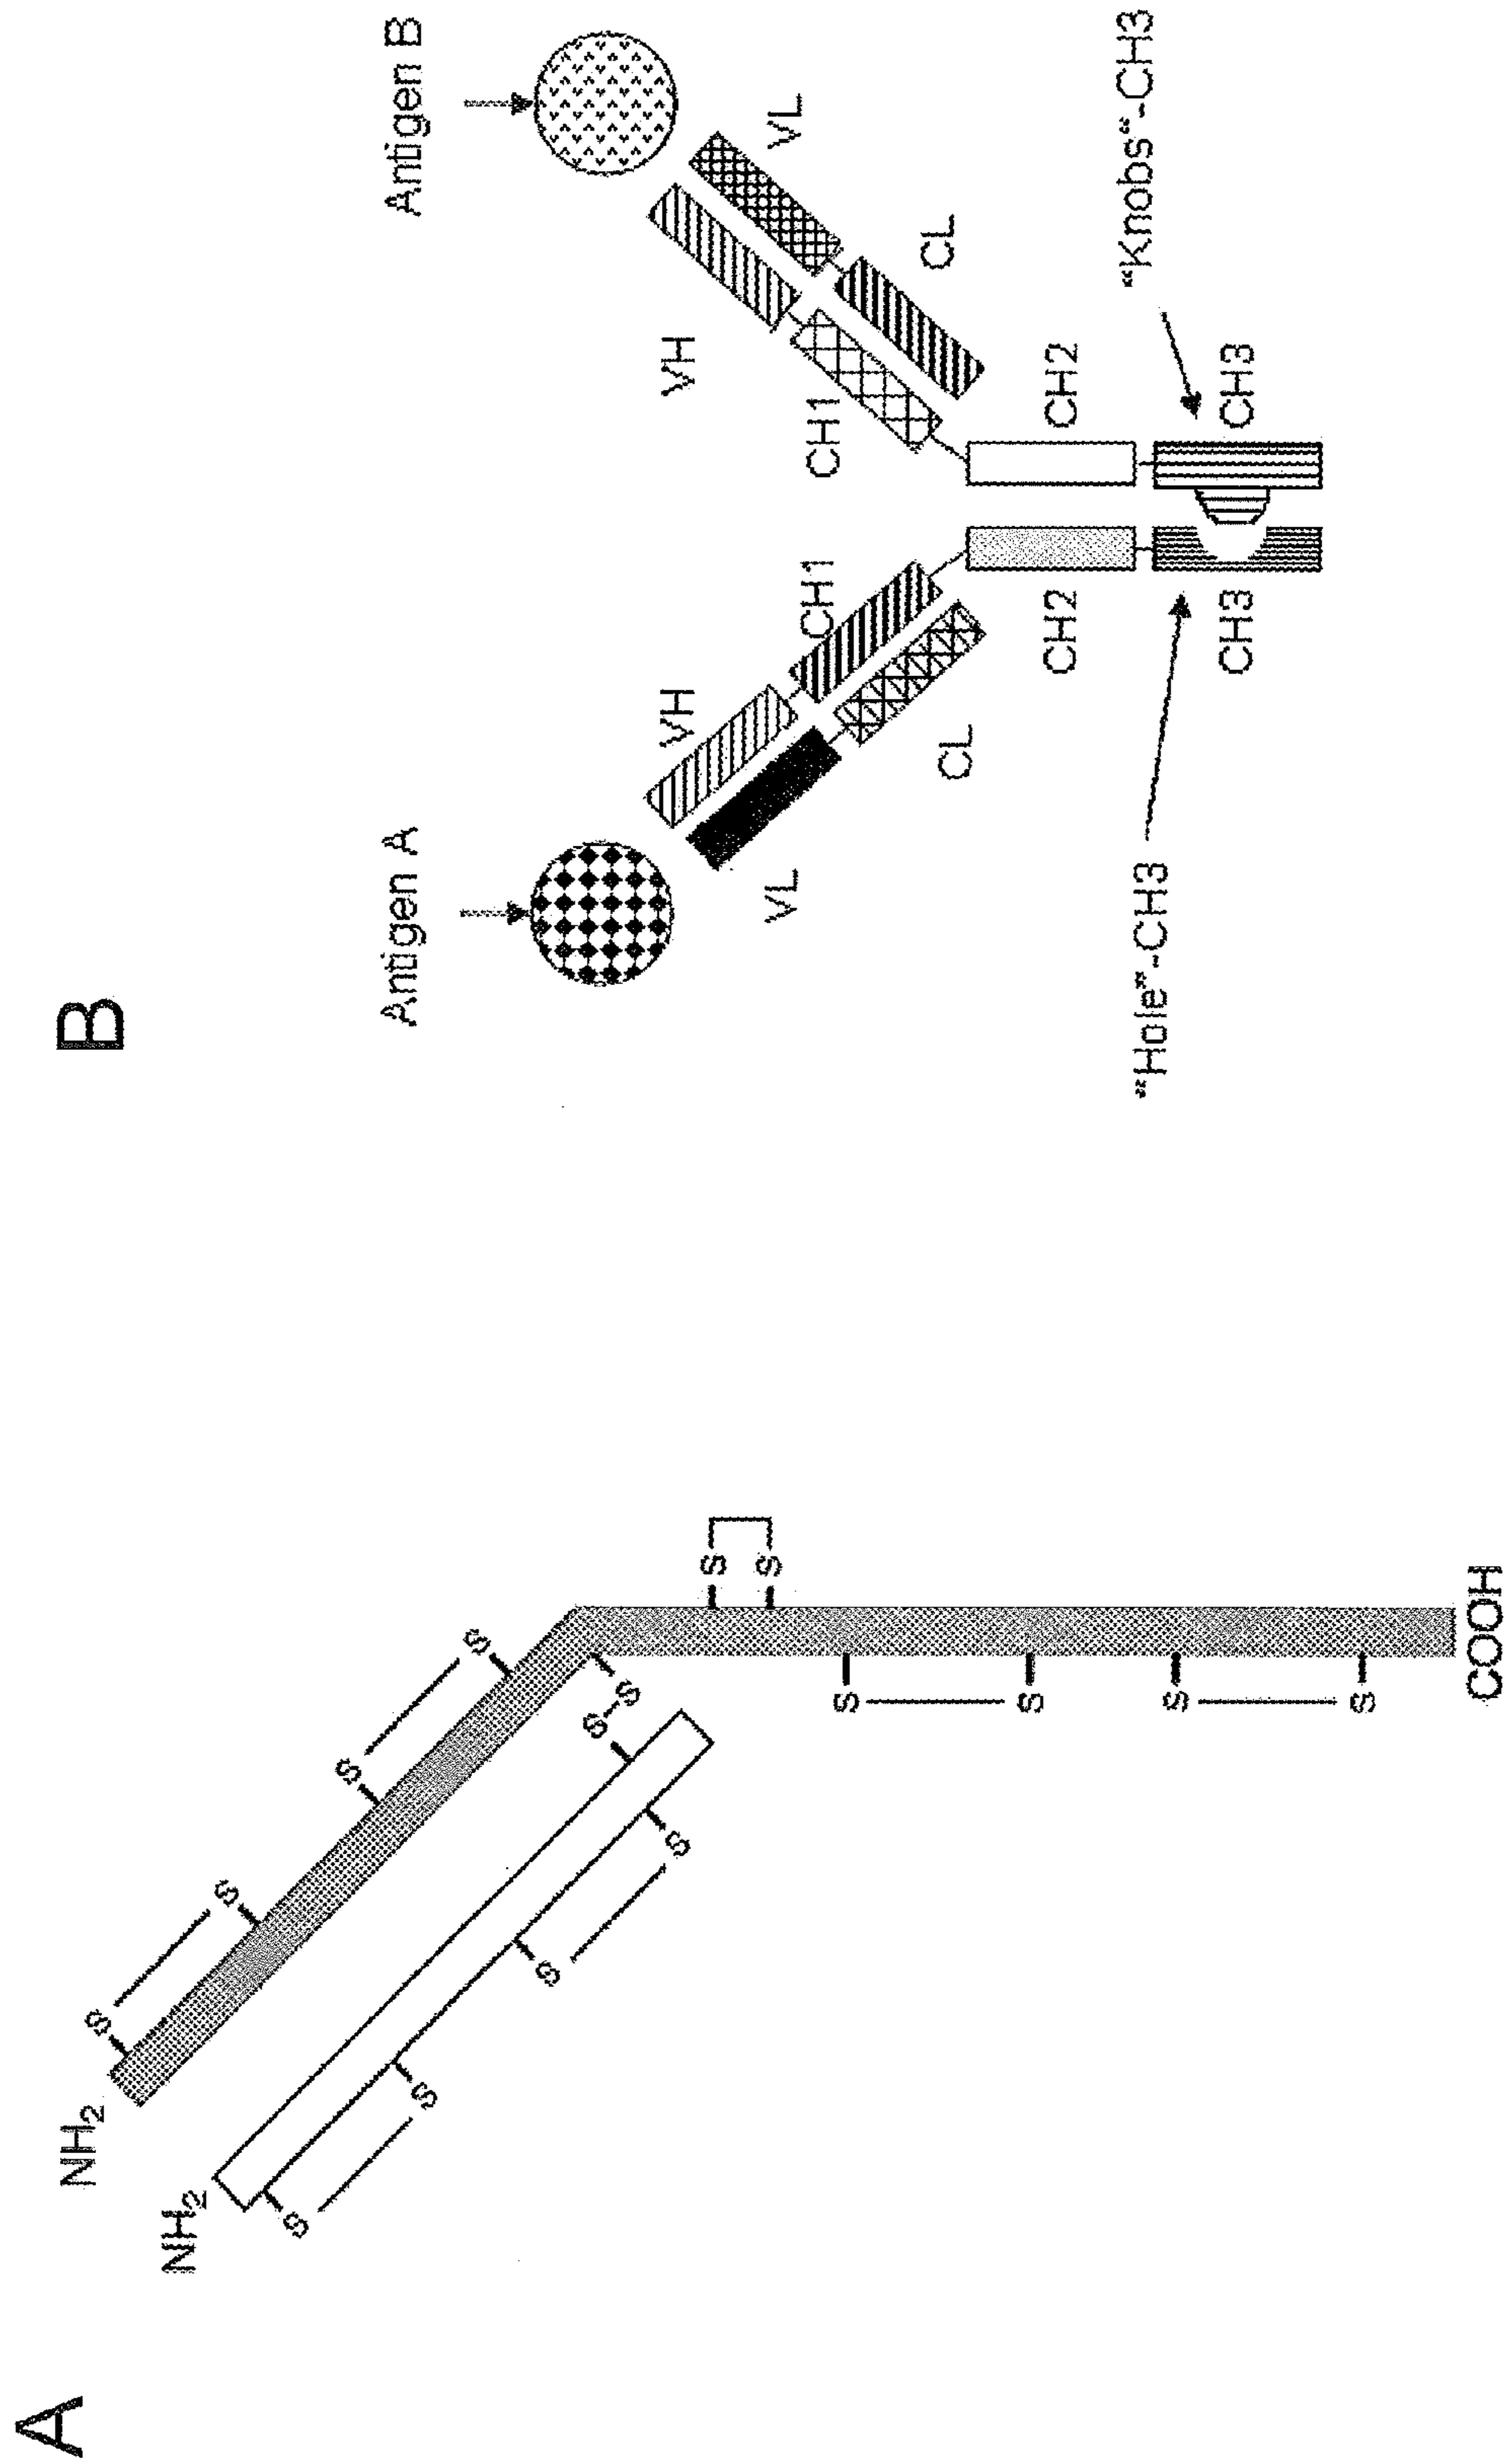 A
NH₂
NH₂
S
S
S
S
S
S
S
S-S
S
S
S
S
S
S
S
COOH
B
Antigen A
Antigen B
VH
VH
VL
VL
CH1
CH1
CL
CL
CH2
CH2
“Hole”-CH3
“Knobs“-CH3
CH3
CH3